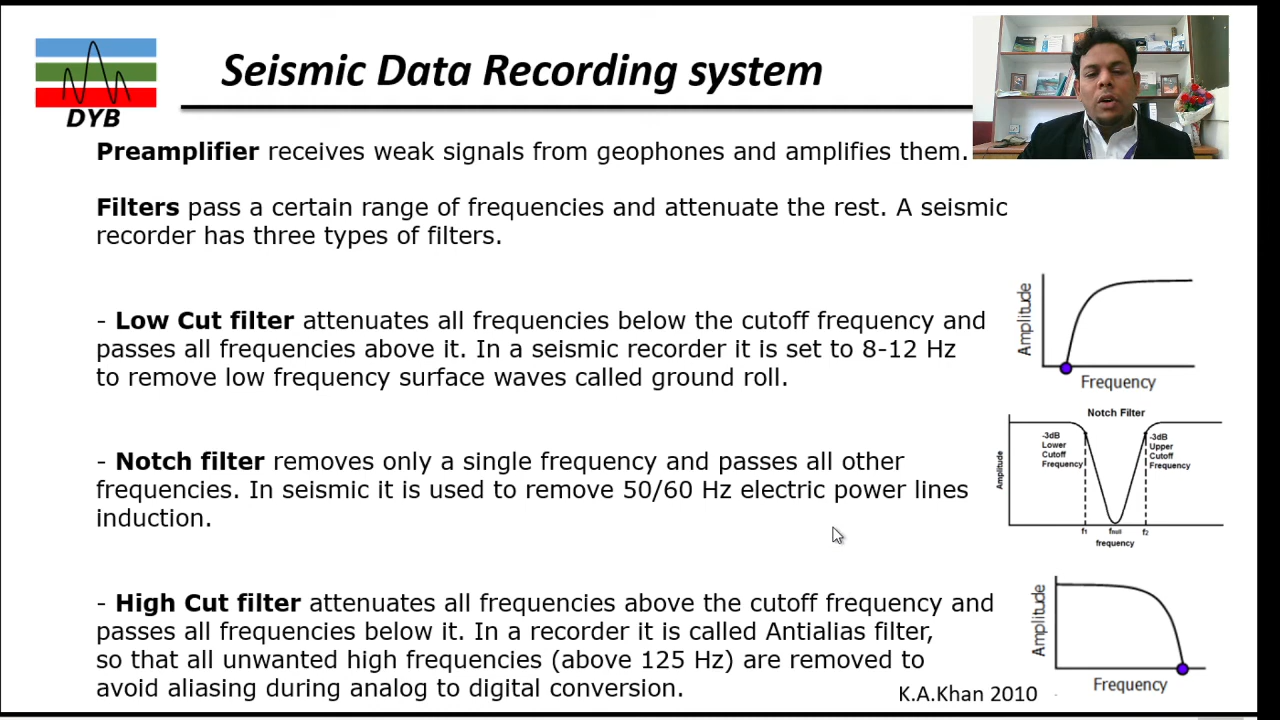 Seismic Data Recording system
DYB
Preamplifier receives weak signals from geophones and amplifies them.
Filters pass a certain range of frequencies and attenuate the rest. A seismic
recorder has three types of filters.
- Low Cut filter attenuates all frequencies below the cutoff frequency and
passes all frequencies above it. In a seismic recorder it is set to 8-12 Hz
to remove low frequency surface waves called ground roll.
Amplitude
Frequency
- Notch filter removes only a single frequency and passes all other
frequencies. In seismic it is used to remove 50/60 Hz electric power lines
induction.
Notch Filter
-3dB
Lower
Cutoff
Frequency
-3dB
Upper
Cutoff
Frequency
Amplitude
f1 fnull f2
frequency
- High Cut filter attenuates all frequencies above the cutoff frequency and
passes all frequencies below it. In a recorder it is called Antialias filter,
so that all unwanted high frequencies (above 125 Hz) are removed to
avoid aliasing during analog to digital conversion.
Amplitude
Frequency
K.A.Khan 2010